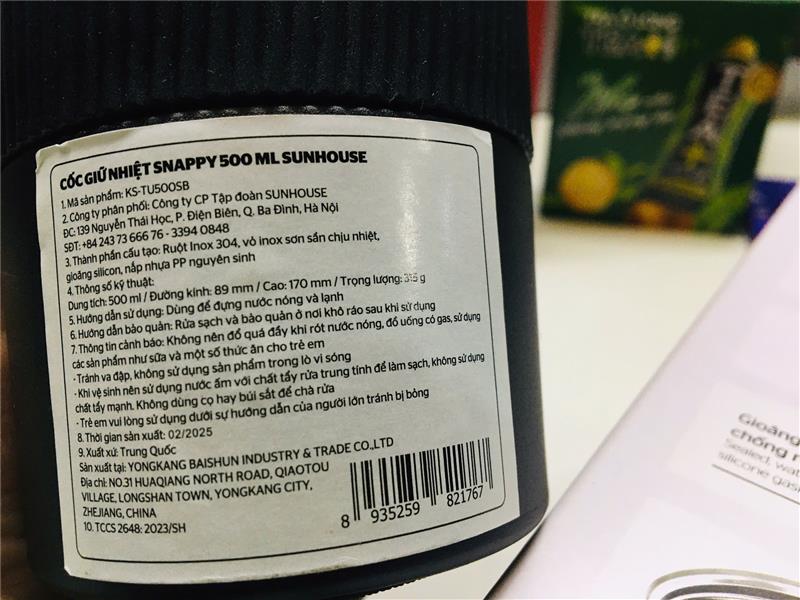 CỐC GIỮ NHIỆT SNAPPY 500 ML SUNHOUSE
1. Mã sản phẩm: KS-TU500SB
2. Công ty phân phối: Công ty CP Tập đoàn SUNHOUSE
ĐC: 139 Nguyễn Thái Học, P. Điện Biên, Q. Ba Đình, Hà Nội
SĐT: +84 243 73 666 76 - 3394 0848
3. Thành phần cấu tạo: Ruột Inox 304, vỏ inox sơn sần chịu nhiệt,
gioăng silicon, nắp nhựa PP nguyên sinh
4. Thông số kỹ thuật:
Dung tích: 500 ml / Đường kính: 89 mm / Cao: 170 mm / Trọng lượng: 315 g
5. Hướng dẫn sử dụng: Dùng để đựng nước nóng và lạnh
6. Hướng dẫn bảo quản: Rửa sạch và bảo quản ở nơi khô ráo sau khi sử dụng
7. Thông tin cảnh báo: Không nên đổ quá đầy khi rót nước nóng, đồ uống có gas, sử dụng
các sản phẩm như sữa và một số thức ăn cho trẻ em
- Tránh va đập, không sử dụng sản phẩm trong lò vi sóng
- Khi vệ sinh nên sử dụng nước ấm với chất tẩy rửa trung tính để làm sạch, không sử dụng
chất tẩy mạnh. Không dùng cọ hay búi sắt để chà rửa
- Trẻ em vui lòng sử dụng dưới sự hướng dẫn của người lớn tránh bị bỏng
8. Thời gian sản xuất: 02/2025
9. Xuất xứ: Trung Quốc
Sản xuất tại: YONGKANG BAISHUN INDUSTRY & TRADE CO.,LTD
Địa chỉ: NO.31 HUAQIANG NORTH ROAD, QIAOTOU
VILLAGE, LONGSHAN TOWN, YONGKANG CITY,
ZHEJIANG, CHINA
10. TCCS 2648: 2023/SH
8 935259 821767
Gioăng
chống
Sealed,
silicone